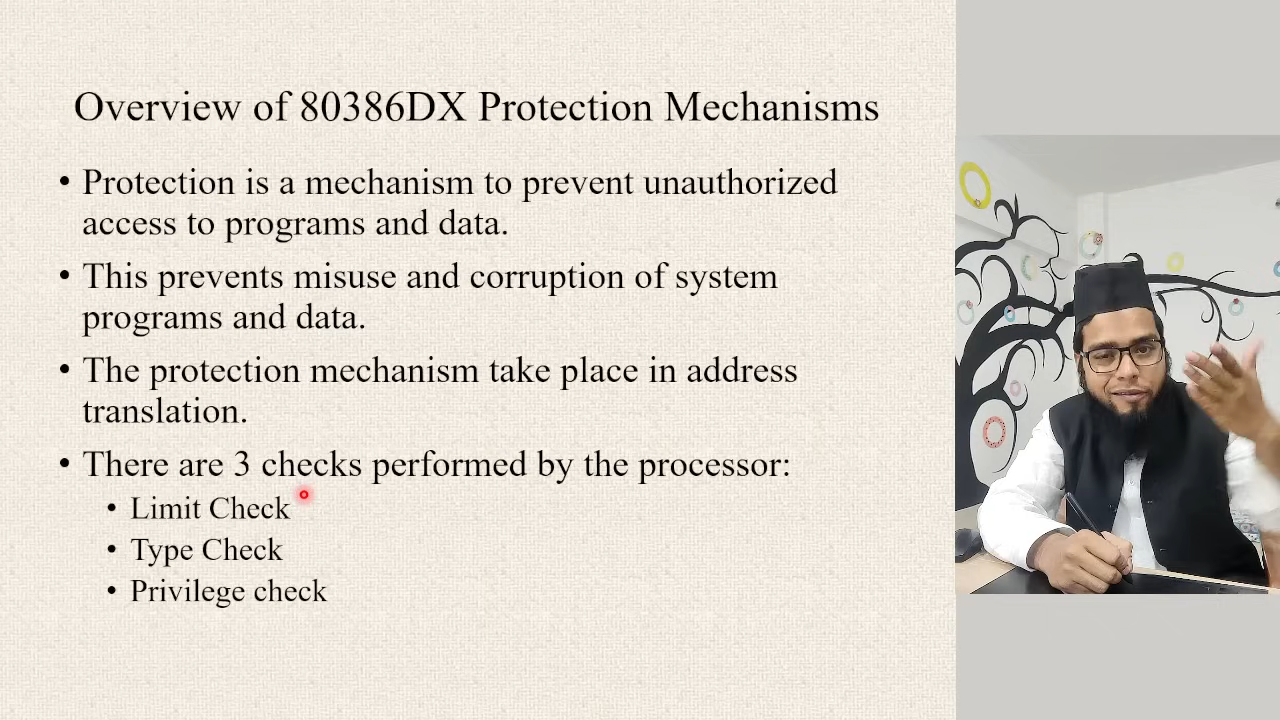 Overview of 80386DX Protection Mechanisms
• Protection is a mechanism to prevent unauthorized
access to programs and data.
• This prevents misuse and corruption of system
programs and data.
• The protection mechanism take place in address
translation.
• There are 3 checks performed by the processor:
• Limit Check
• Type Check
• Privilege check